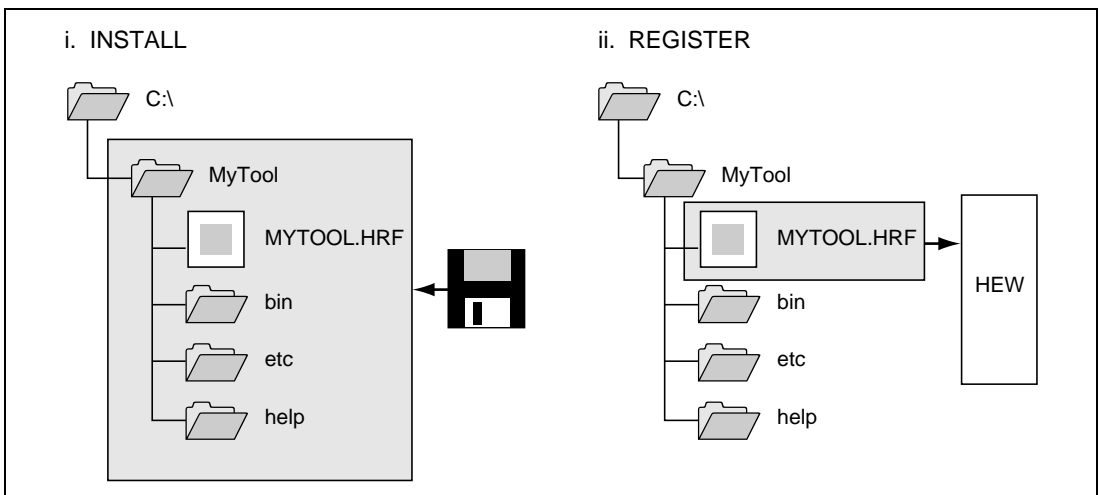 i. INSTALL
C:\
MyTool
MYTOOL.HRF
bin
etc
help
ii. REGISTER
C:\
MyTool
MYTOOL.HRF
bin
etc
help
HEW